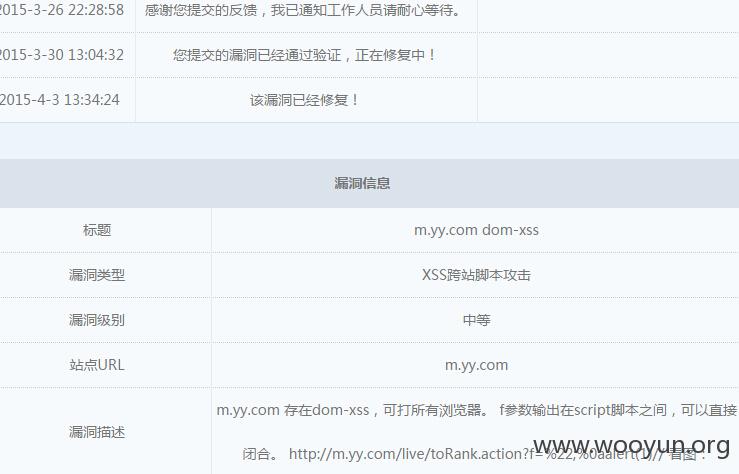 2015-3-26 22:28:58 感谢您提交的反馈，我已通知工作人员请耐心等待。
2015-3-30 13:04:32 您提交的漏洞已经通过验证，正在修复中！
2015-4-3 13:34:24 该漏洞已经修复！
漏洞信息
标题 m.yy.com dom-xss
漏洞类型 XSS跨站脚本攻击
漏洞级别 中等
站点URL m.yy.com
漏洞描述 m.yy.com 存在dom-xss，可打所有浏览器。 f参数输出在script脚本之间，可以直接
闭合。 http://m.yy.com/live/toRank.action?f=%22;%0aalert(1)// 看图：
www.wooyun.org